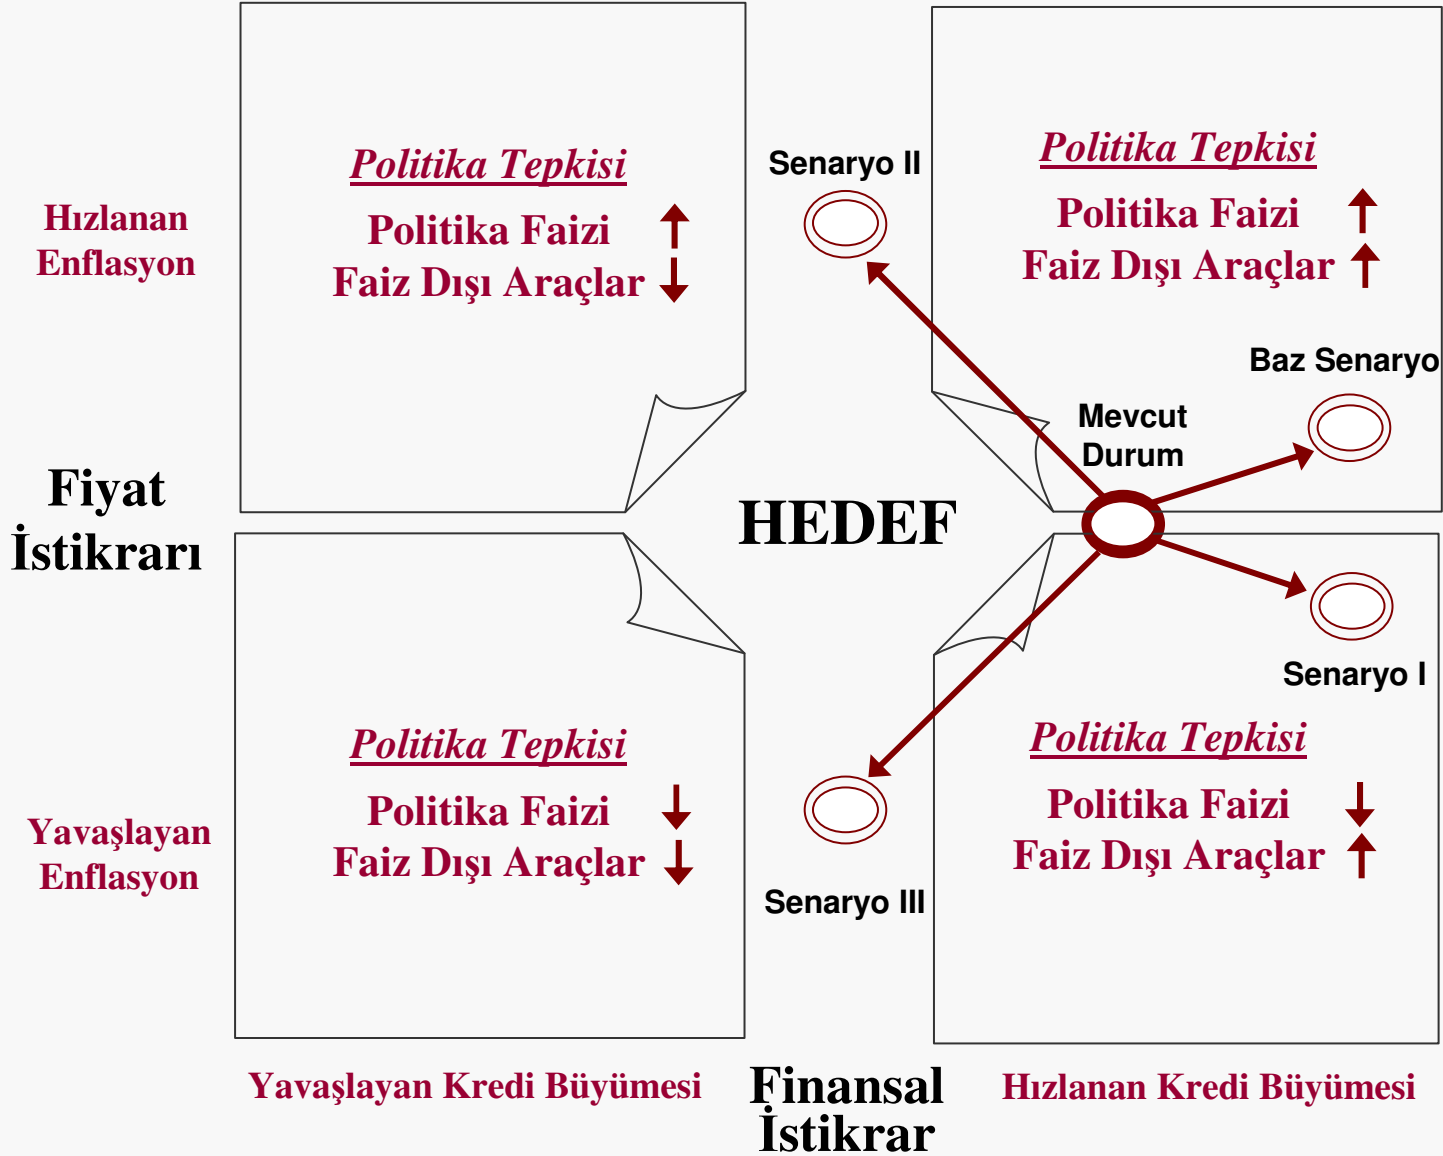 Politika Tepkisi
Politika Faizi
Faiz Dışı Araçlar
Senaryo II
Politika Tepkisi
Politika Faizi
Faiz Dışı Araçlar
Hızlanan
Enflasyon
Baz Senaryo
Mevcut
Durum
Fiyat
İstikrarı
HEDEF
Senaryo I
Politika Tepkisi
Politika Faizi
Faiz Dışı Araçlar
Senaryo III
Politika Tepkisi
Politika Faizi
Faiz Dışı Araçlar
Yavaşlayan
Enflasyon
Yavaşlayan Kredi Büyümesi
Finansal
İstikrar
Hızlanan Kredi Büyümesi